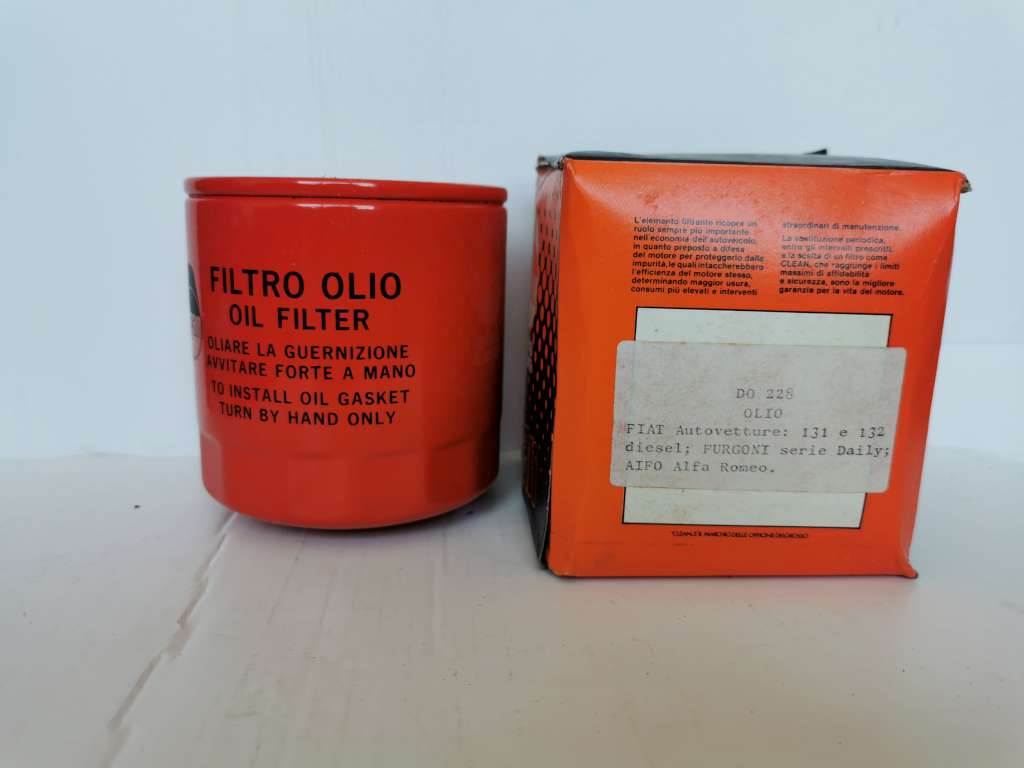 FILTRO OLIO
OIL FILTER
OLIARE LA GUERNIZIONE
AVVITARE FORTE A MANO
TO INSTALL OIL GASKET
TURN BY HAND ONLY
L'elemento filtrante ricopre un
ruolo sempre più importante
nell'economia dell'autoveicolo,
in quanto preposto a difesa
del motore per proteggerlo dalle
impurità, le quali intaccherebbero
l'efficienza del motore stesso,
determinando maggior usura,
consumi più elevati e interventi
straordinari di manutenzione.
La sostituzione periodica,
entro gli intervalli prescritti,
e la scelta di un filtro come
CLEAN, che raggiunge i limiti
massimi di affidabilità
e sicurezza, sono la migliore
garanzia per la vita del motore.
DO 228
OLIO
FIAT Autovetture: 131 e 132
diesel; FURGONI serie Daily;
AIFO Alfa Romeo.
"CLEAN" È MARCHIO DELLE OFFICINE DELGROSSO